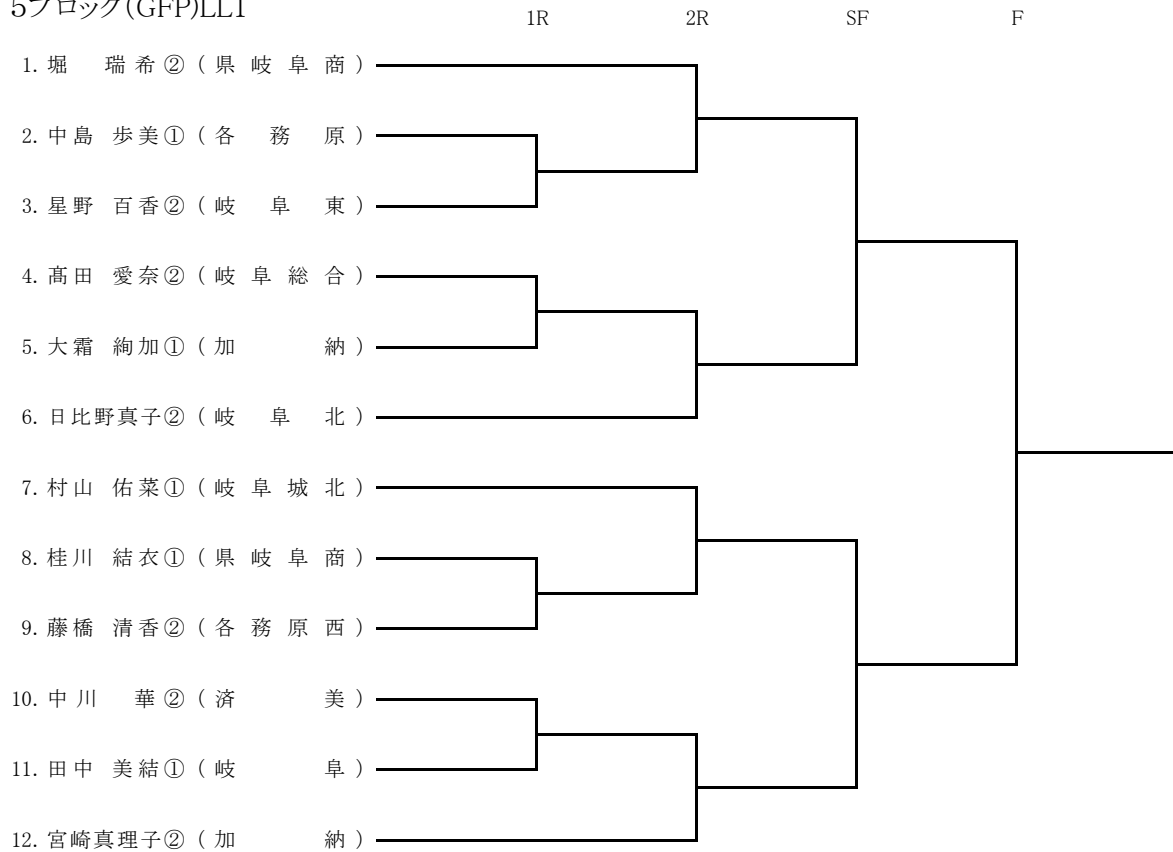 5ブロック(GFP)LL1
1R 2R SF F
1. 堀 瑞希② (県岐阜商)
2. 中島 歩美① (各務原)
3. 星野 百香② (岐阜東)
4. 髙田 愛奈② (岐阜総合)
5. 大霜 絢加① (加納)
6. 日比野真子② (岐阜北)
7. 村山 佑菜① (岐阜城北)
8. 桂川 結衣① (県岐阜商)
9. 藤橋 清香② (各務原西)
10. 中川 華② (済美)
11. 田中 美結① (岐阜)
12. 宮崎真理子② (加納)